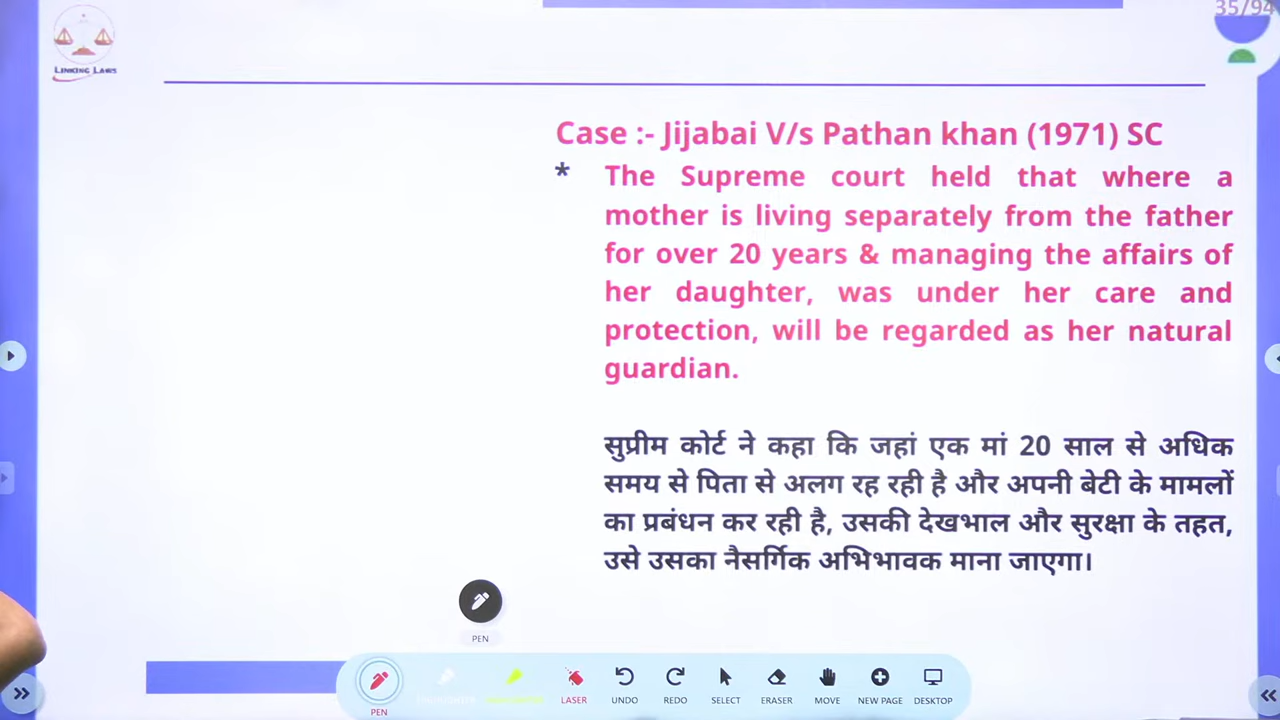 35/94
LINKING LAWS
Case :- Jijabai V/s Pathan khan (1971) SC
* The Supreme court held that where a
mother is living separately from the father
for over 20 years & managing the affairs of
her daughter, was under her care and
protection, will be regarded as her natural
guardian.
सुप्रीम कोर्ट ने कहा कि जहां एक मां 20 साल से अधिक
समय से पिता से अलग रह रही है और अपनी बेटी के मामलों
का प्रबंधन कर रही है, उसकी देखभाल और सुरक्षा के तहत,
उसे उसका नैसर्गिक अभिभावक माना जाएगा।
PEN
PEN
LASER
UNDO
REDO
SELECT
ERASER
MOVE
NEW PAGE
DESKTOP